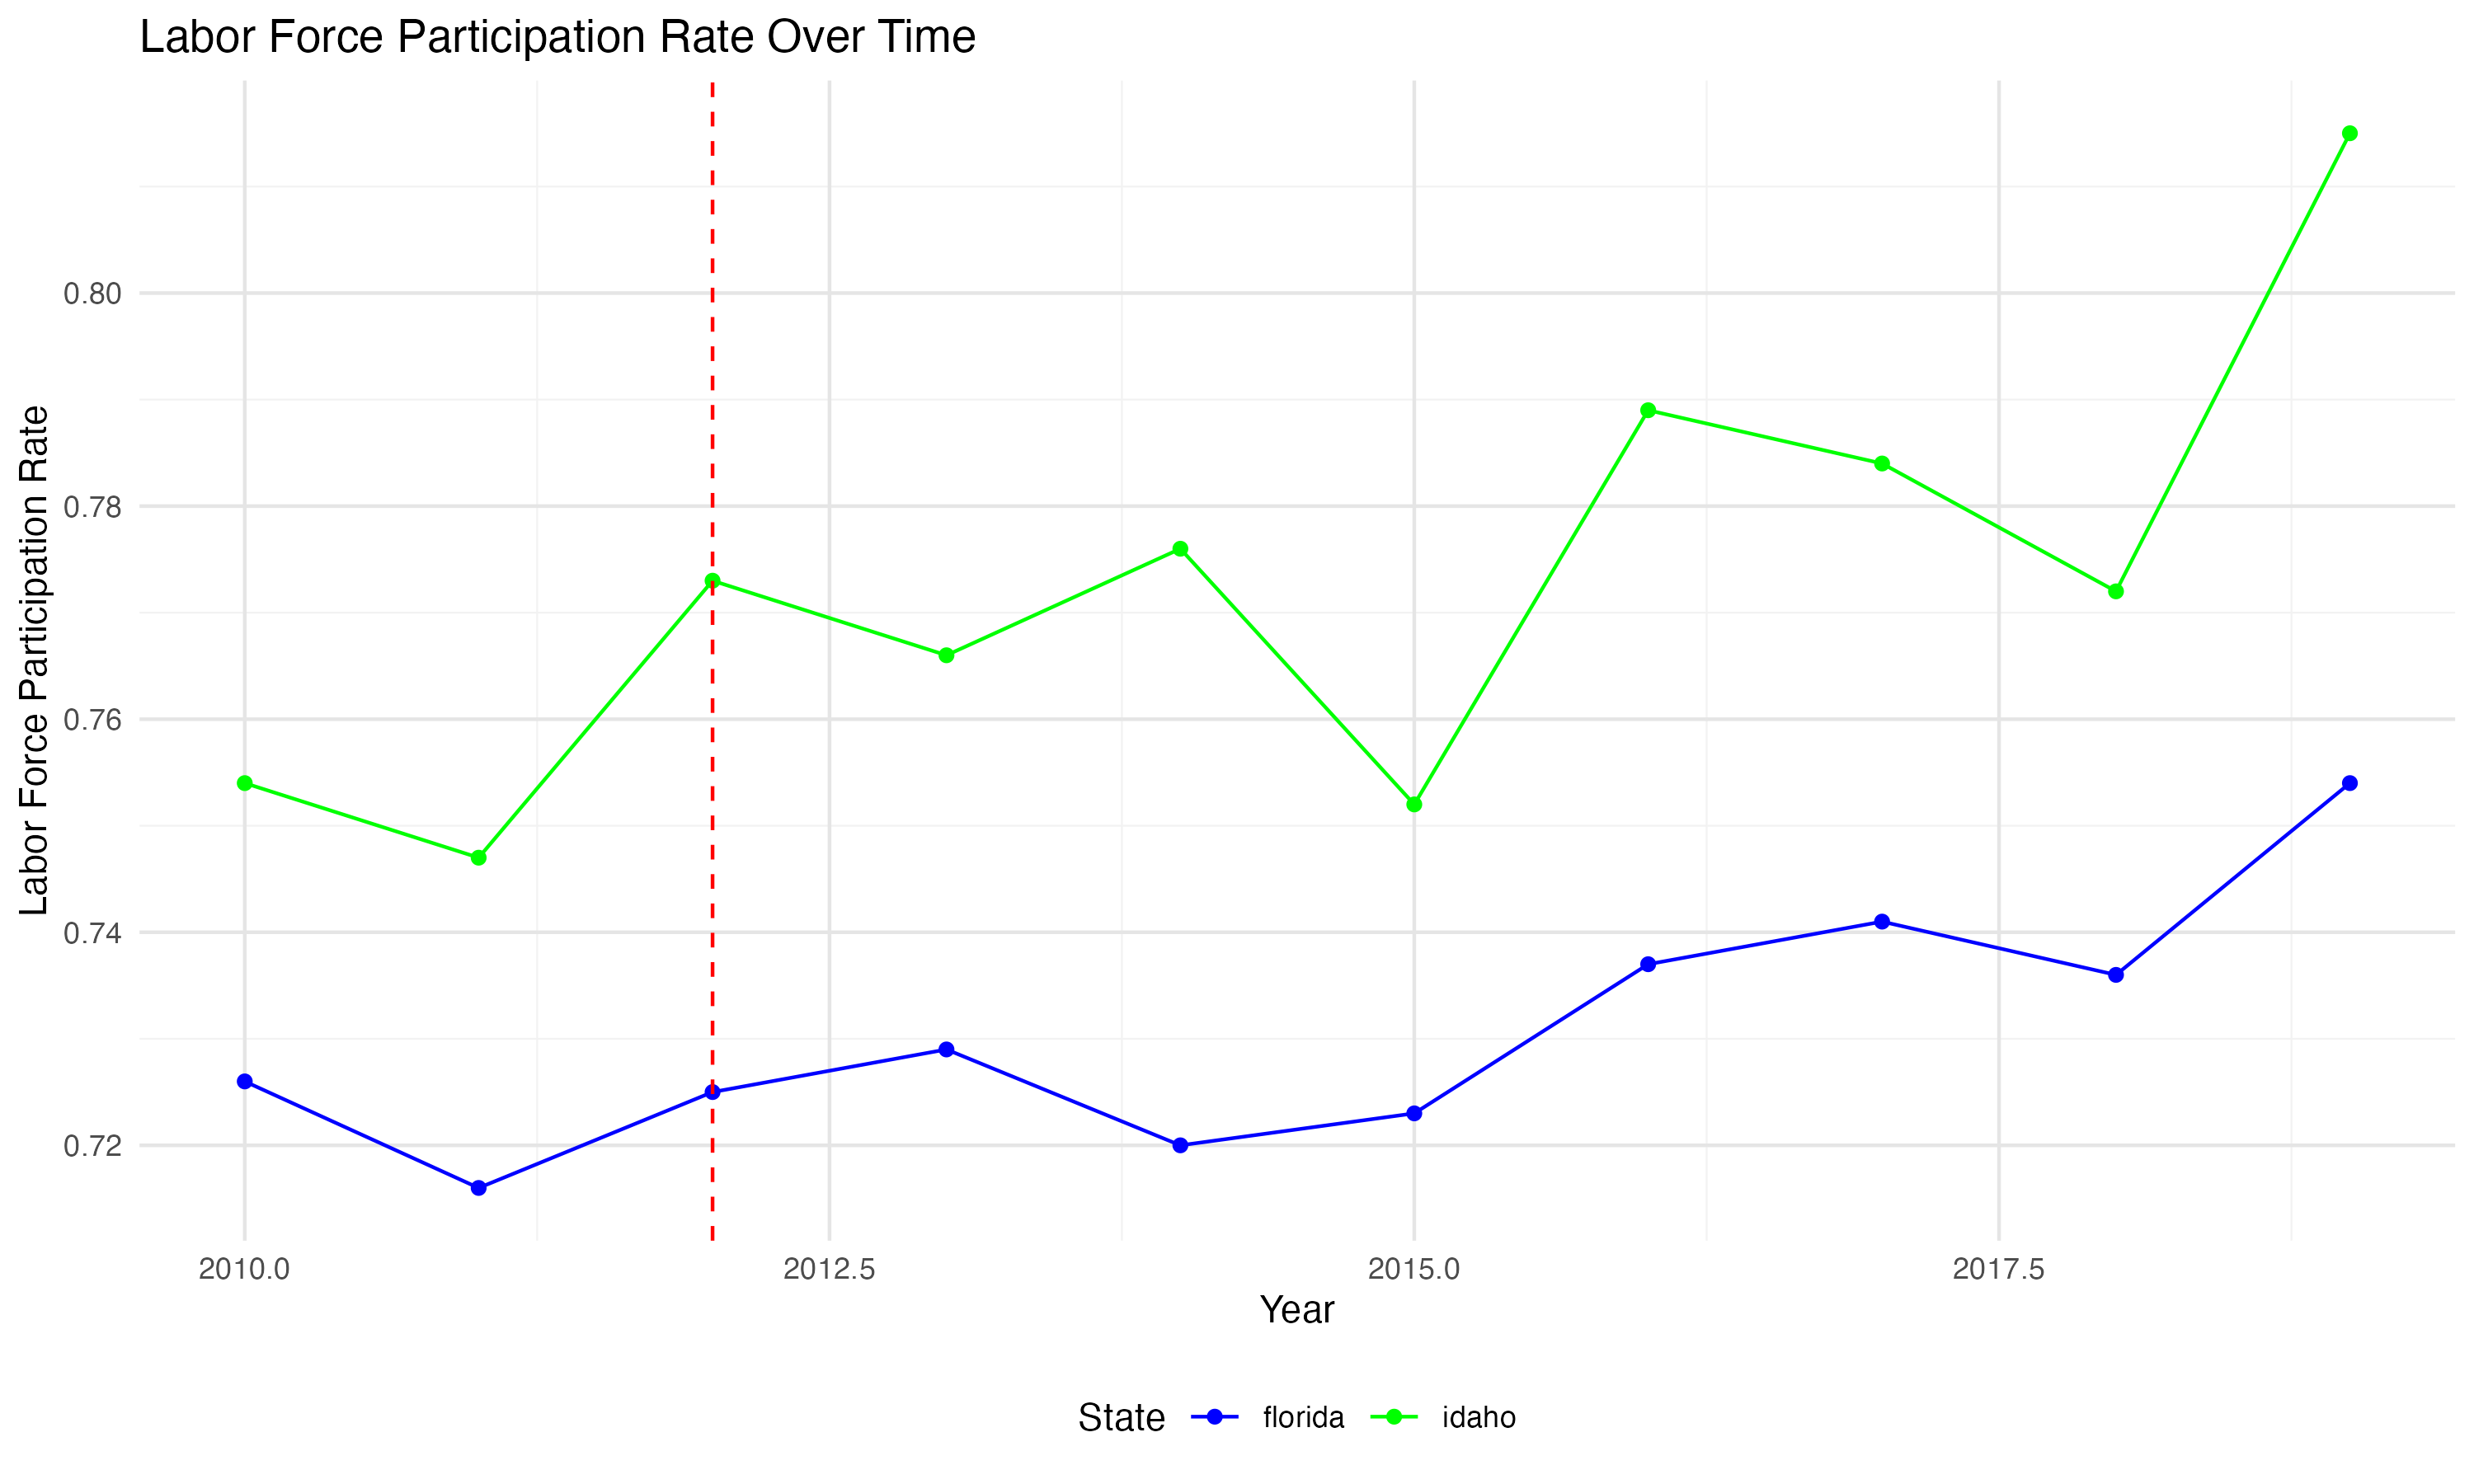 Labor Force Participation Rate Over Time
Labor Force Participation Rate
0.80
0.78
0.76
0.74
0.72
2010.0 2012.5 2015.0 2017.5
Year
State florida idaho